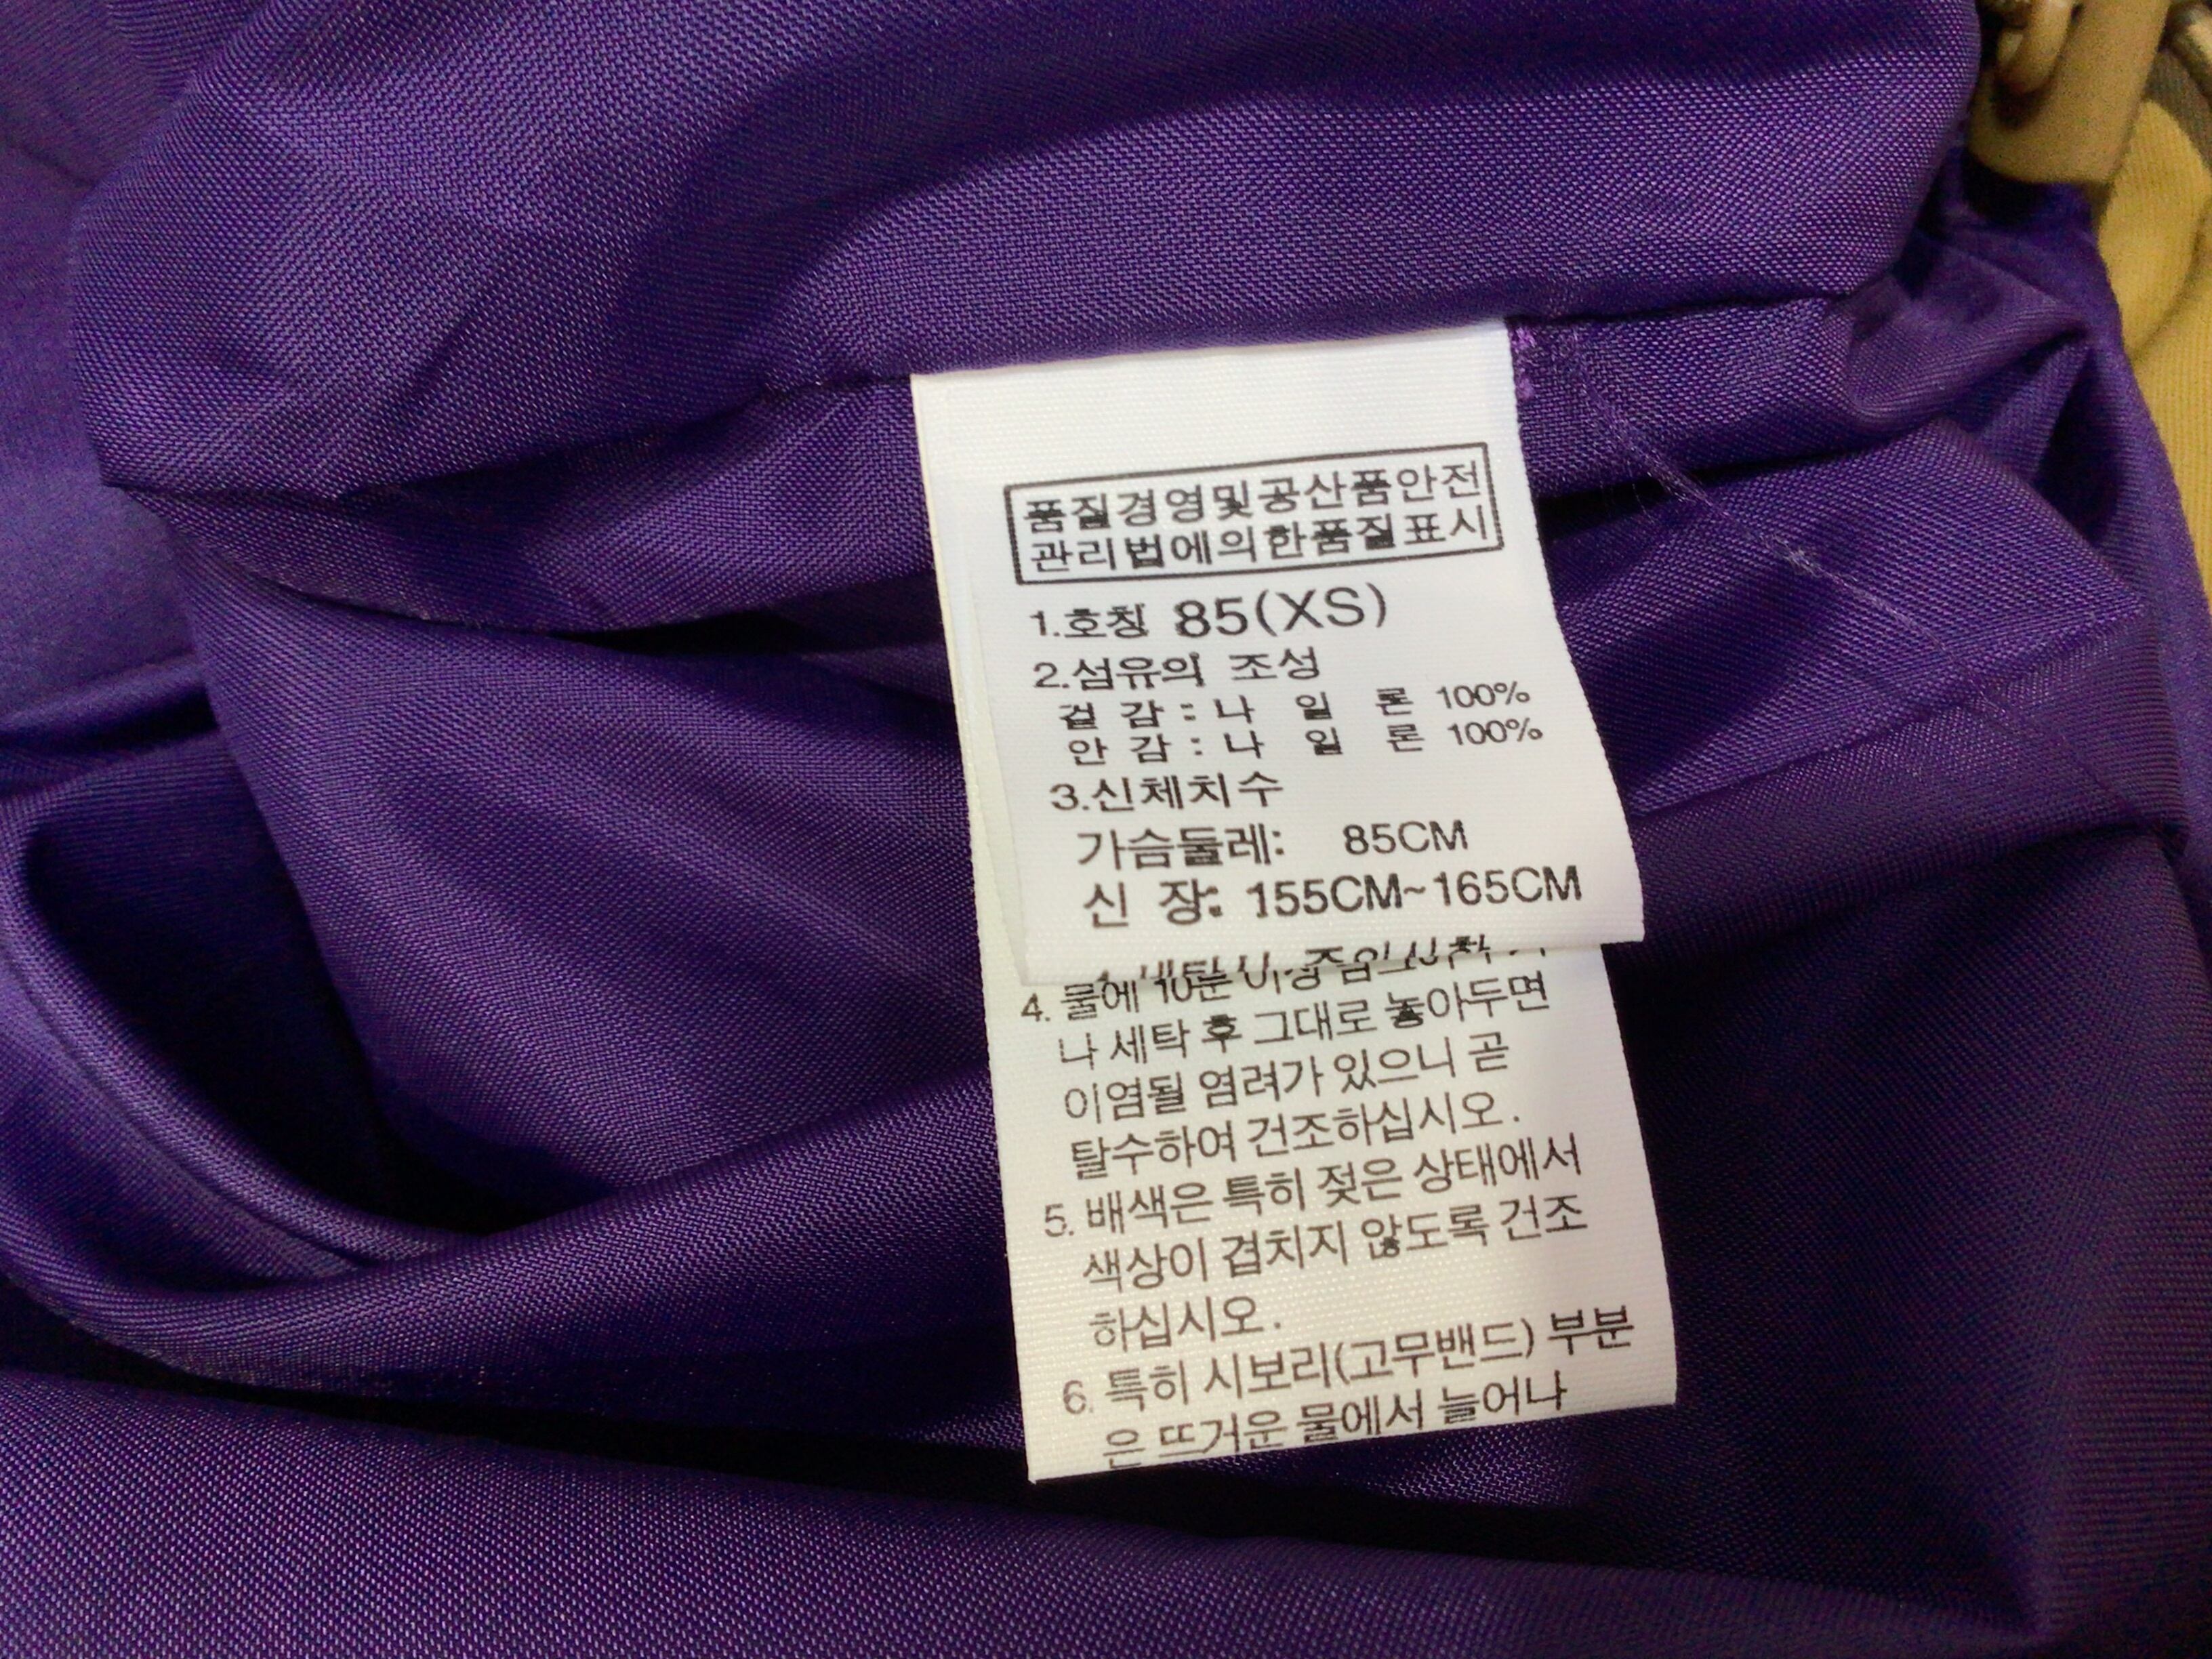 품질경영및공산품안전
관리법에의한품질표시
1.호칭 85(XS)
2.섬유의 조성
겉 감 : 나 일 론 100%
안 감 : 나 일 론 100%
3.신체치수
가슴둘레: 85CM
신 장: 155CM~165CM
4. 물에 10분 이상
나 세탁 후 그대로 놓아두면
이염될 염려가 있으니 곧
탈수하여 건조하십시오.
5. 배색은 특히 젖은 상태에서
색상이 겹치지 않도록 건조
하십시오.
6. 특히 시보리(고무밴드) 부분
은 뜨거운 물에서 늘어나